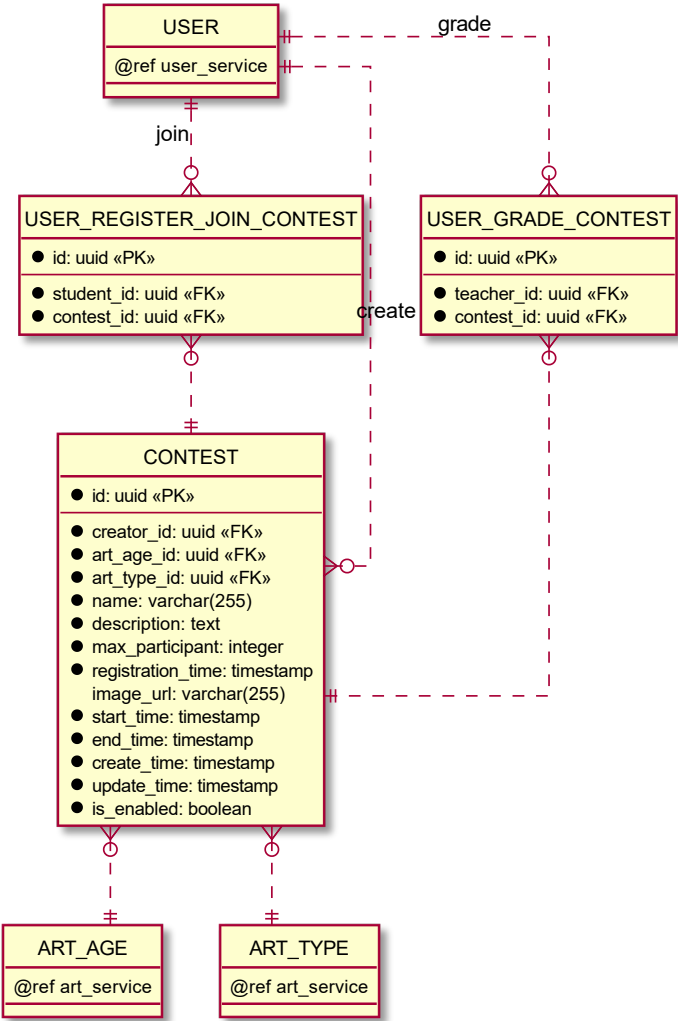 USER
@ref user_service
grade
join
USER_REGISTER_JOIN_CONTEST
id: uuid «PK»
student_id: uuid «FK»
contest_id: uuid «FK»
USER_GRADE_CONTEST
id: uuid «PK»
teacher_id: uuid «FK»
contest_id: uuid «FK»
create
CONTEST
id: uuid «PK»
creator_id: uuid «FK»
art_age_id: uuid «FK»
art_type_id: uuid «FK»
name: varchar(255)
description: text
max_participant: integer
registration_time: timestamp
image_url: varchar(255)
start_time: timestamp
end_time: timestamp
create_time: timestamp
update_time: timestamp
is_enabled: boolean
ART_AGE
@ref art_service
ART_TYPE
@ref art_service